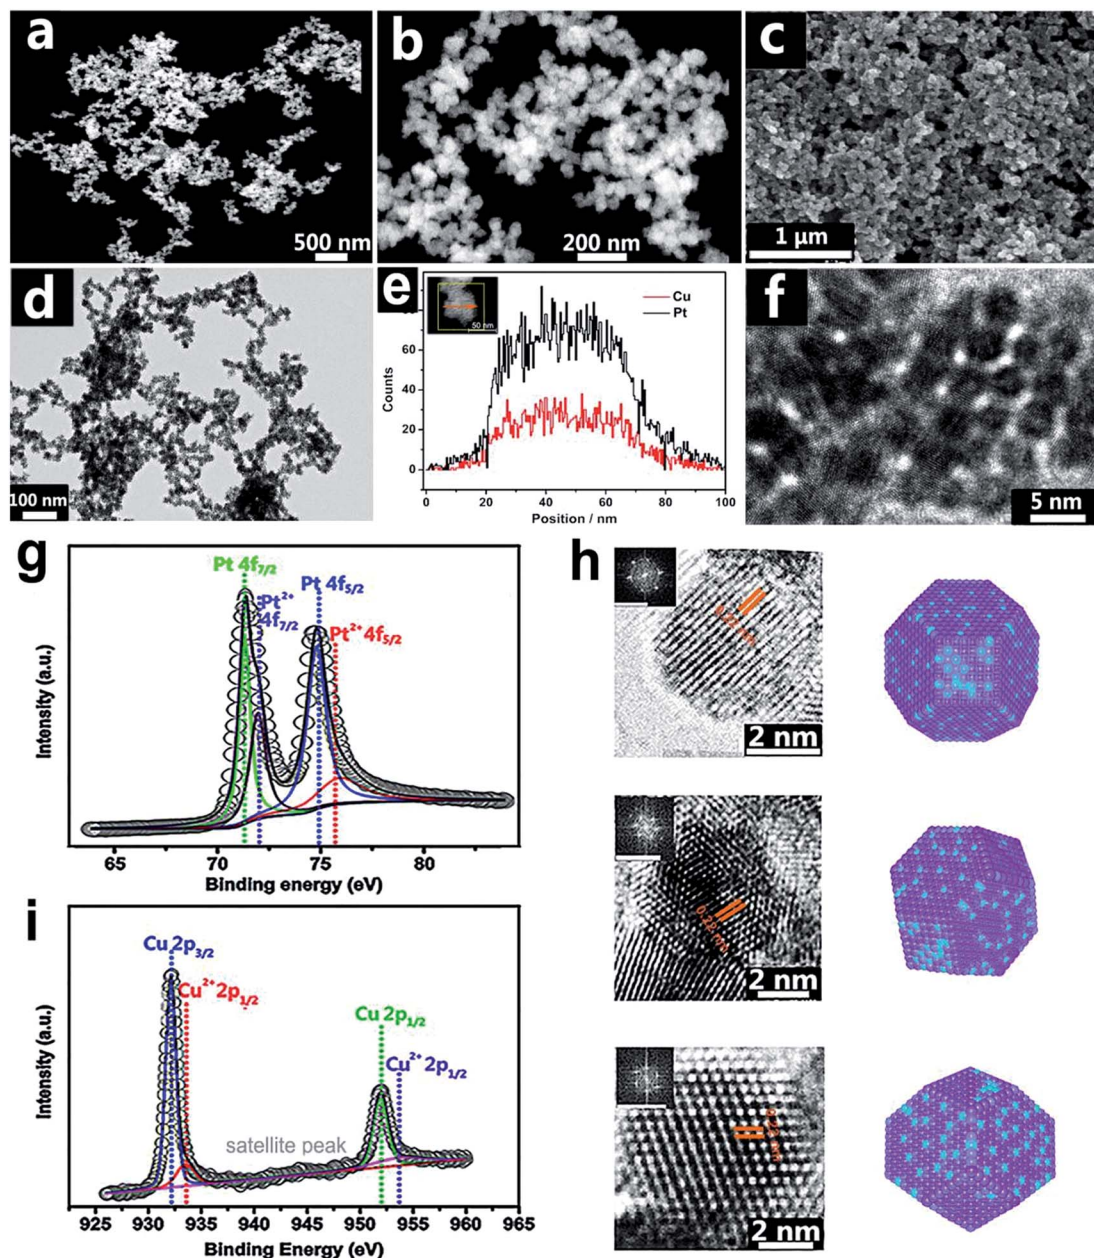 a
500 nm
b
200 nm
c
1 µm
d
100 nm
e
50 nm
Cu
Pt
60
40
20
0
Counts
0 20 40 60 80 100
Position / nm
f
5 nm
g
Pt 4f7/2
Pt2+
4f7/2
Pt 4f5/2
Pt2+ 4f5/2
Intensity (a.u.)
65 70 75 80
Binding energy (eV)
h
2 nm
0.22 nm
2 nm
2 nm
i
Cu 2p3/2
Cu2+ 2p1/2
Cu 2p1/2
Cu2+ 2p1/2
satellite peak
Intensity (a.u.)
925 930 935 940 945 950 955 960 965
Binding Energy (eV)